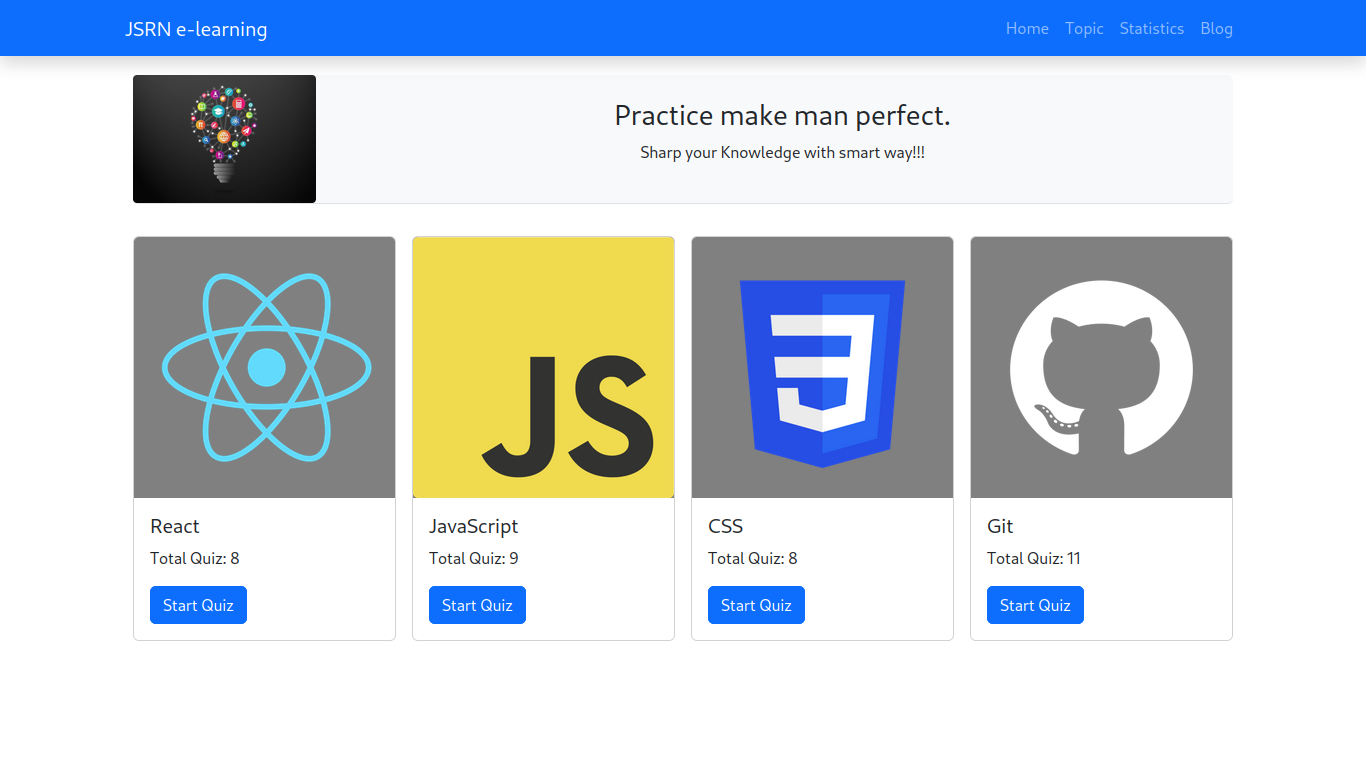 JSRN e-learning
Home Topic Statistics Blog
Practice make man perfect.
Sharp your Knowledge with smart way!!!
JS
React
Total Quiz: 8
Start Quiz
JavaScript
Total Quiz: 9
Start Quiz
CSS
Total Quiz: 8
Start Quiz
Git
Total Quiz: 11
Start Quiz